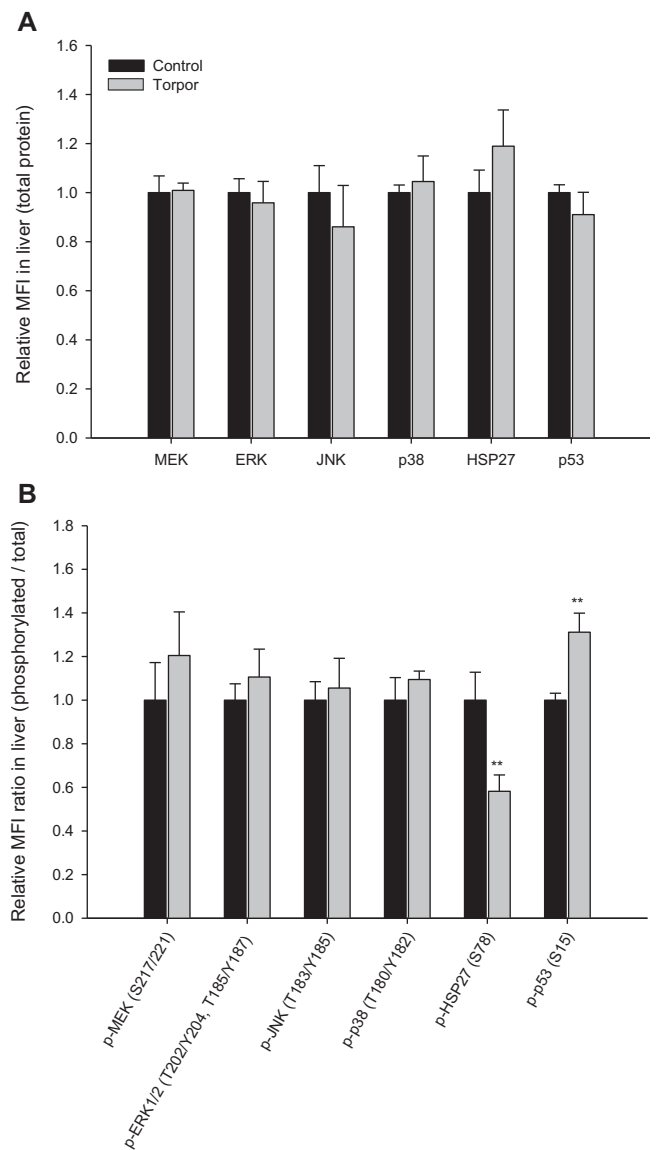 A
Relative MFI in liver (total protein)
1.6
1.4
1.2
1.0
0.8
0.6
0.4
0.2
0.0
Control
Torpor
MEK ERK JNK p38 HSP27 p53
B
Relative MFI ratio in liver (phosphorylated / total)
1.8
1.6
1.4
1.2
1.0
0.8
0.6
0.4
0.2
0.0
**
**
p-MEK (S217/221)
p-ERK1/2 (T202/Y204, T185/Y187)
p-JNK (T183/Y185)
p-p38 (T180/Y182)
p-HSP27 (S78)
p-p53 (S15)